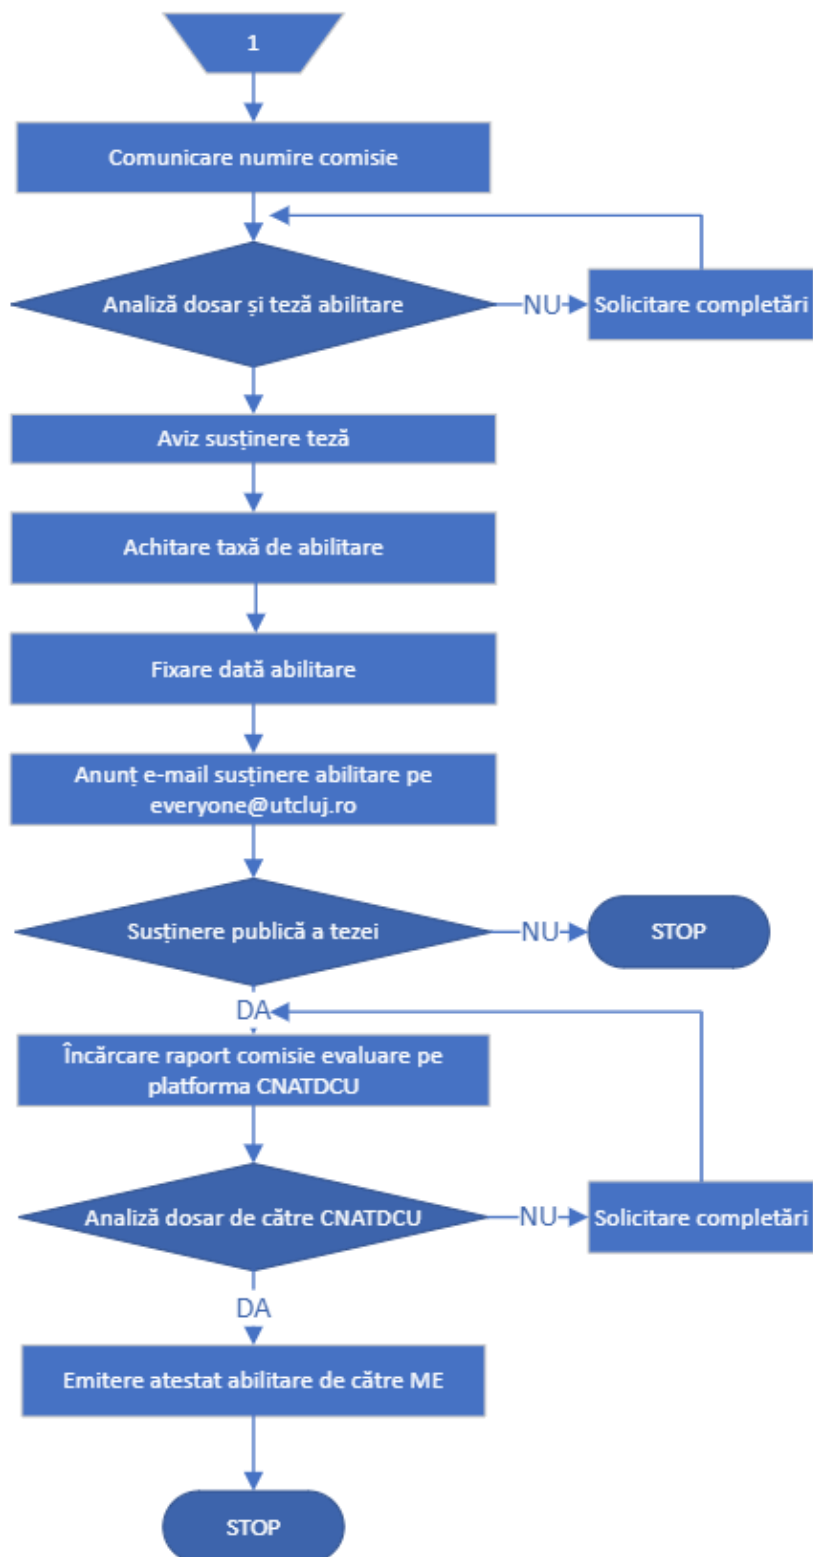 1
Comunicare numire comisie
Analiză dosar și teză abilitare
NU
Solicitare completări
Aviz susținere teză
Achitare taxă de abilitare
Fixare dată abilitare
Anunț e-mail susținere abilitare pe
everyone@utcluj.ro
Susținere publică a tezei
NU
STOP
DA
Încărcare raport comisie evaluare pe
platforma CNATDCU
Analiză dosar de către CNATDCU
NU
Solicitare completări
DA
Emitere atestat abilitare de către ME
STOP